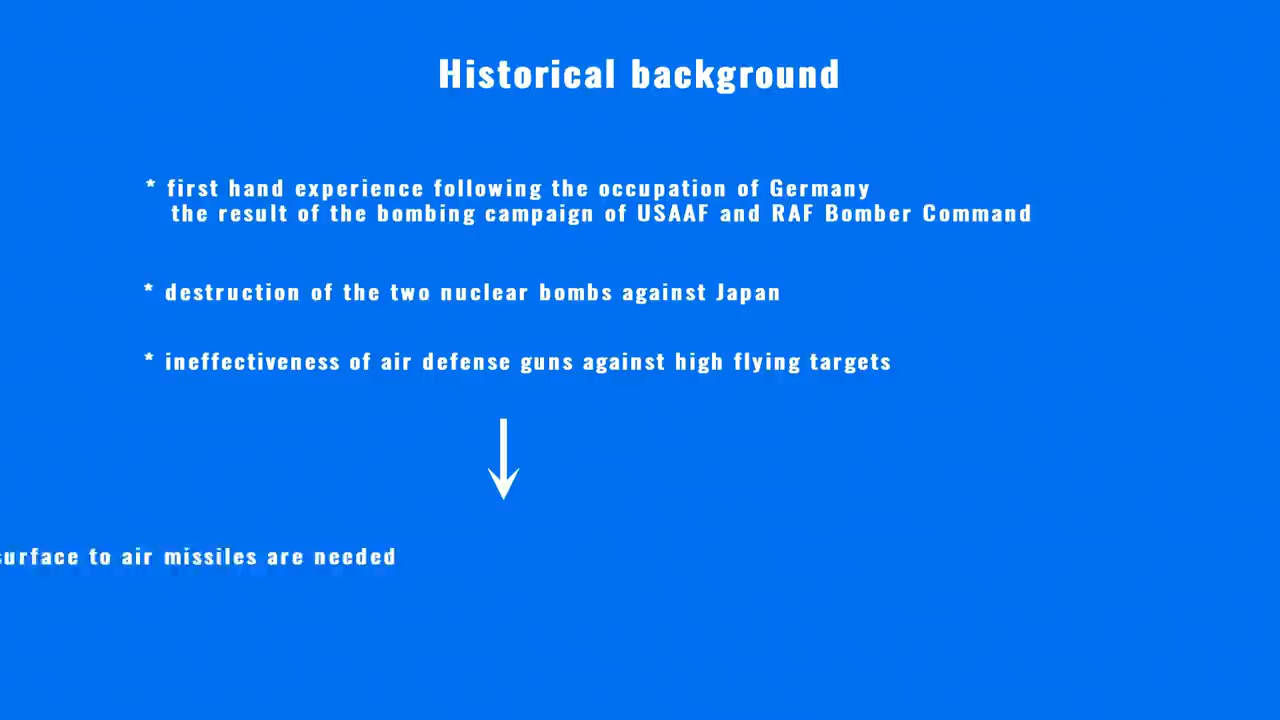 Historical background
* first hand experience following the occupation of Germany
the result of the bombing campaign of USAAF and RAF Bomber Command
* destruction of the two nuclear bombs against Japan
* ineffectiveness of air defense guns against high flying targets
surface to air missiles are needed